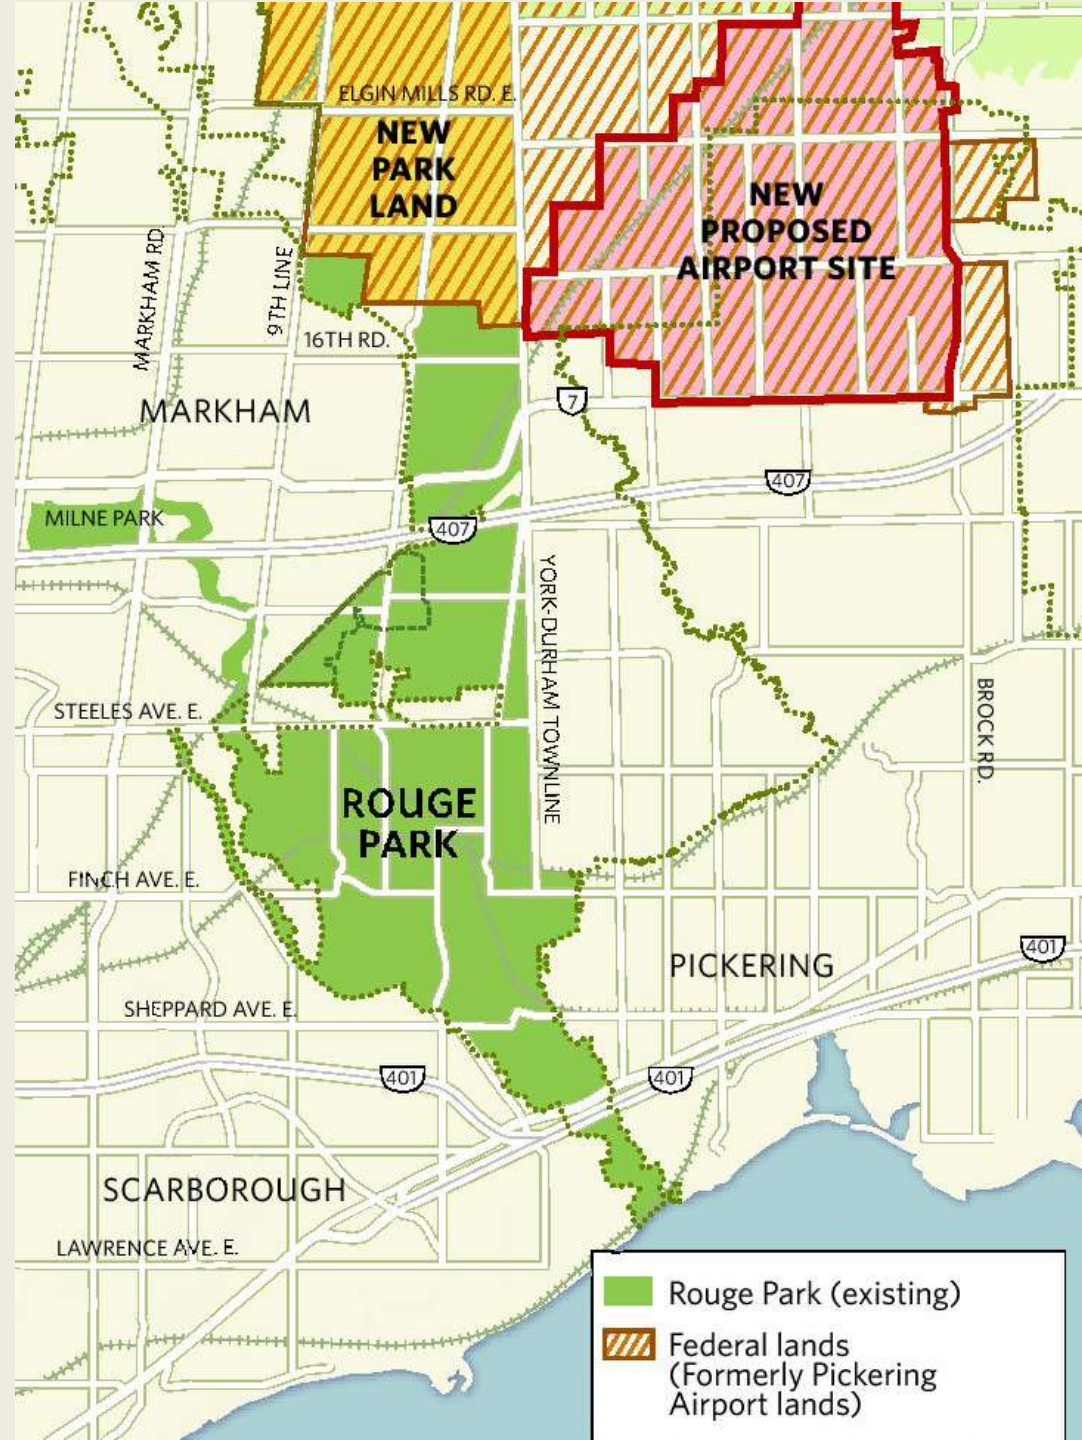 ELGIN MILLS RD. E.
NEW
PARK
LAND
NEW
PROPOSED
AIRPORT SITE
MARKHAM RD.
9TH LINE
16TH RD.
MARKHAM
7
407
MILNE PARK
407
YORK-DURHAM TOWNLINE
STEELES AVE. E.
BROCK RD.
ROUGE
PARK
FINCH AVE. E.
401
PICKERING
SHEPPARD AVE. E.
401
401
SCARBOROUGH
LAWRENCE AVE. E.
Rouge Park (existing)
Federal lands
(Formerly Pickering
Airport lands)